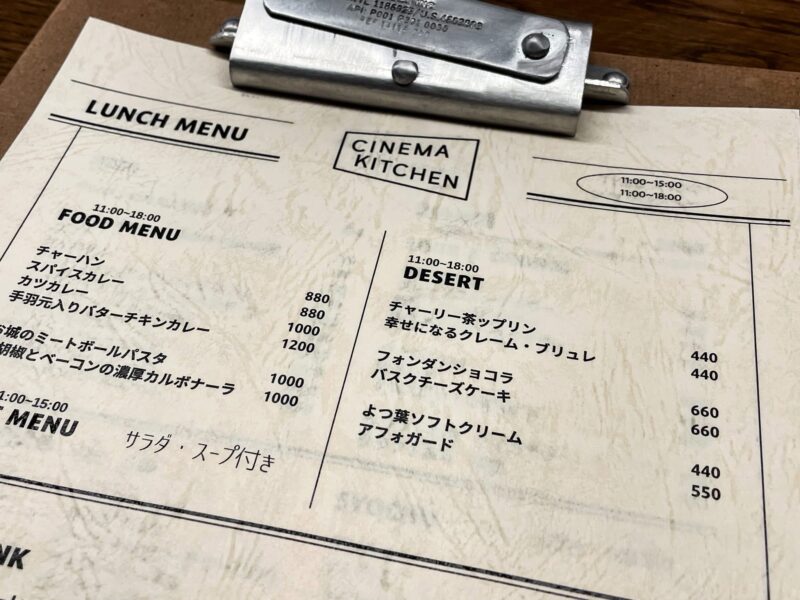 LUNCH MENU
CINEMA
KITCHEN
11:00~15:00
11:00~18:00
11:00~18:00
FOOD MENU
チャーハン 880
スパイスカレー 880
カツカレー 1000
手羽元入りバターチキンカレー 1200
城のミートボールパスタ 1000
胡椒とベーコンの濃厚カルボナーラ 1000
:00~15:00
MENU
サラダ・スープ付き
11:00~18:00
DESERT
チャーリー茶ップリン 440
幸せになるクレーム・ブリュレ 440
フォンダンショコラ 660
バスクチーズケーキ 660
よつ葉ソフトクリーム 440
アフォガード 550
NK